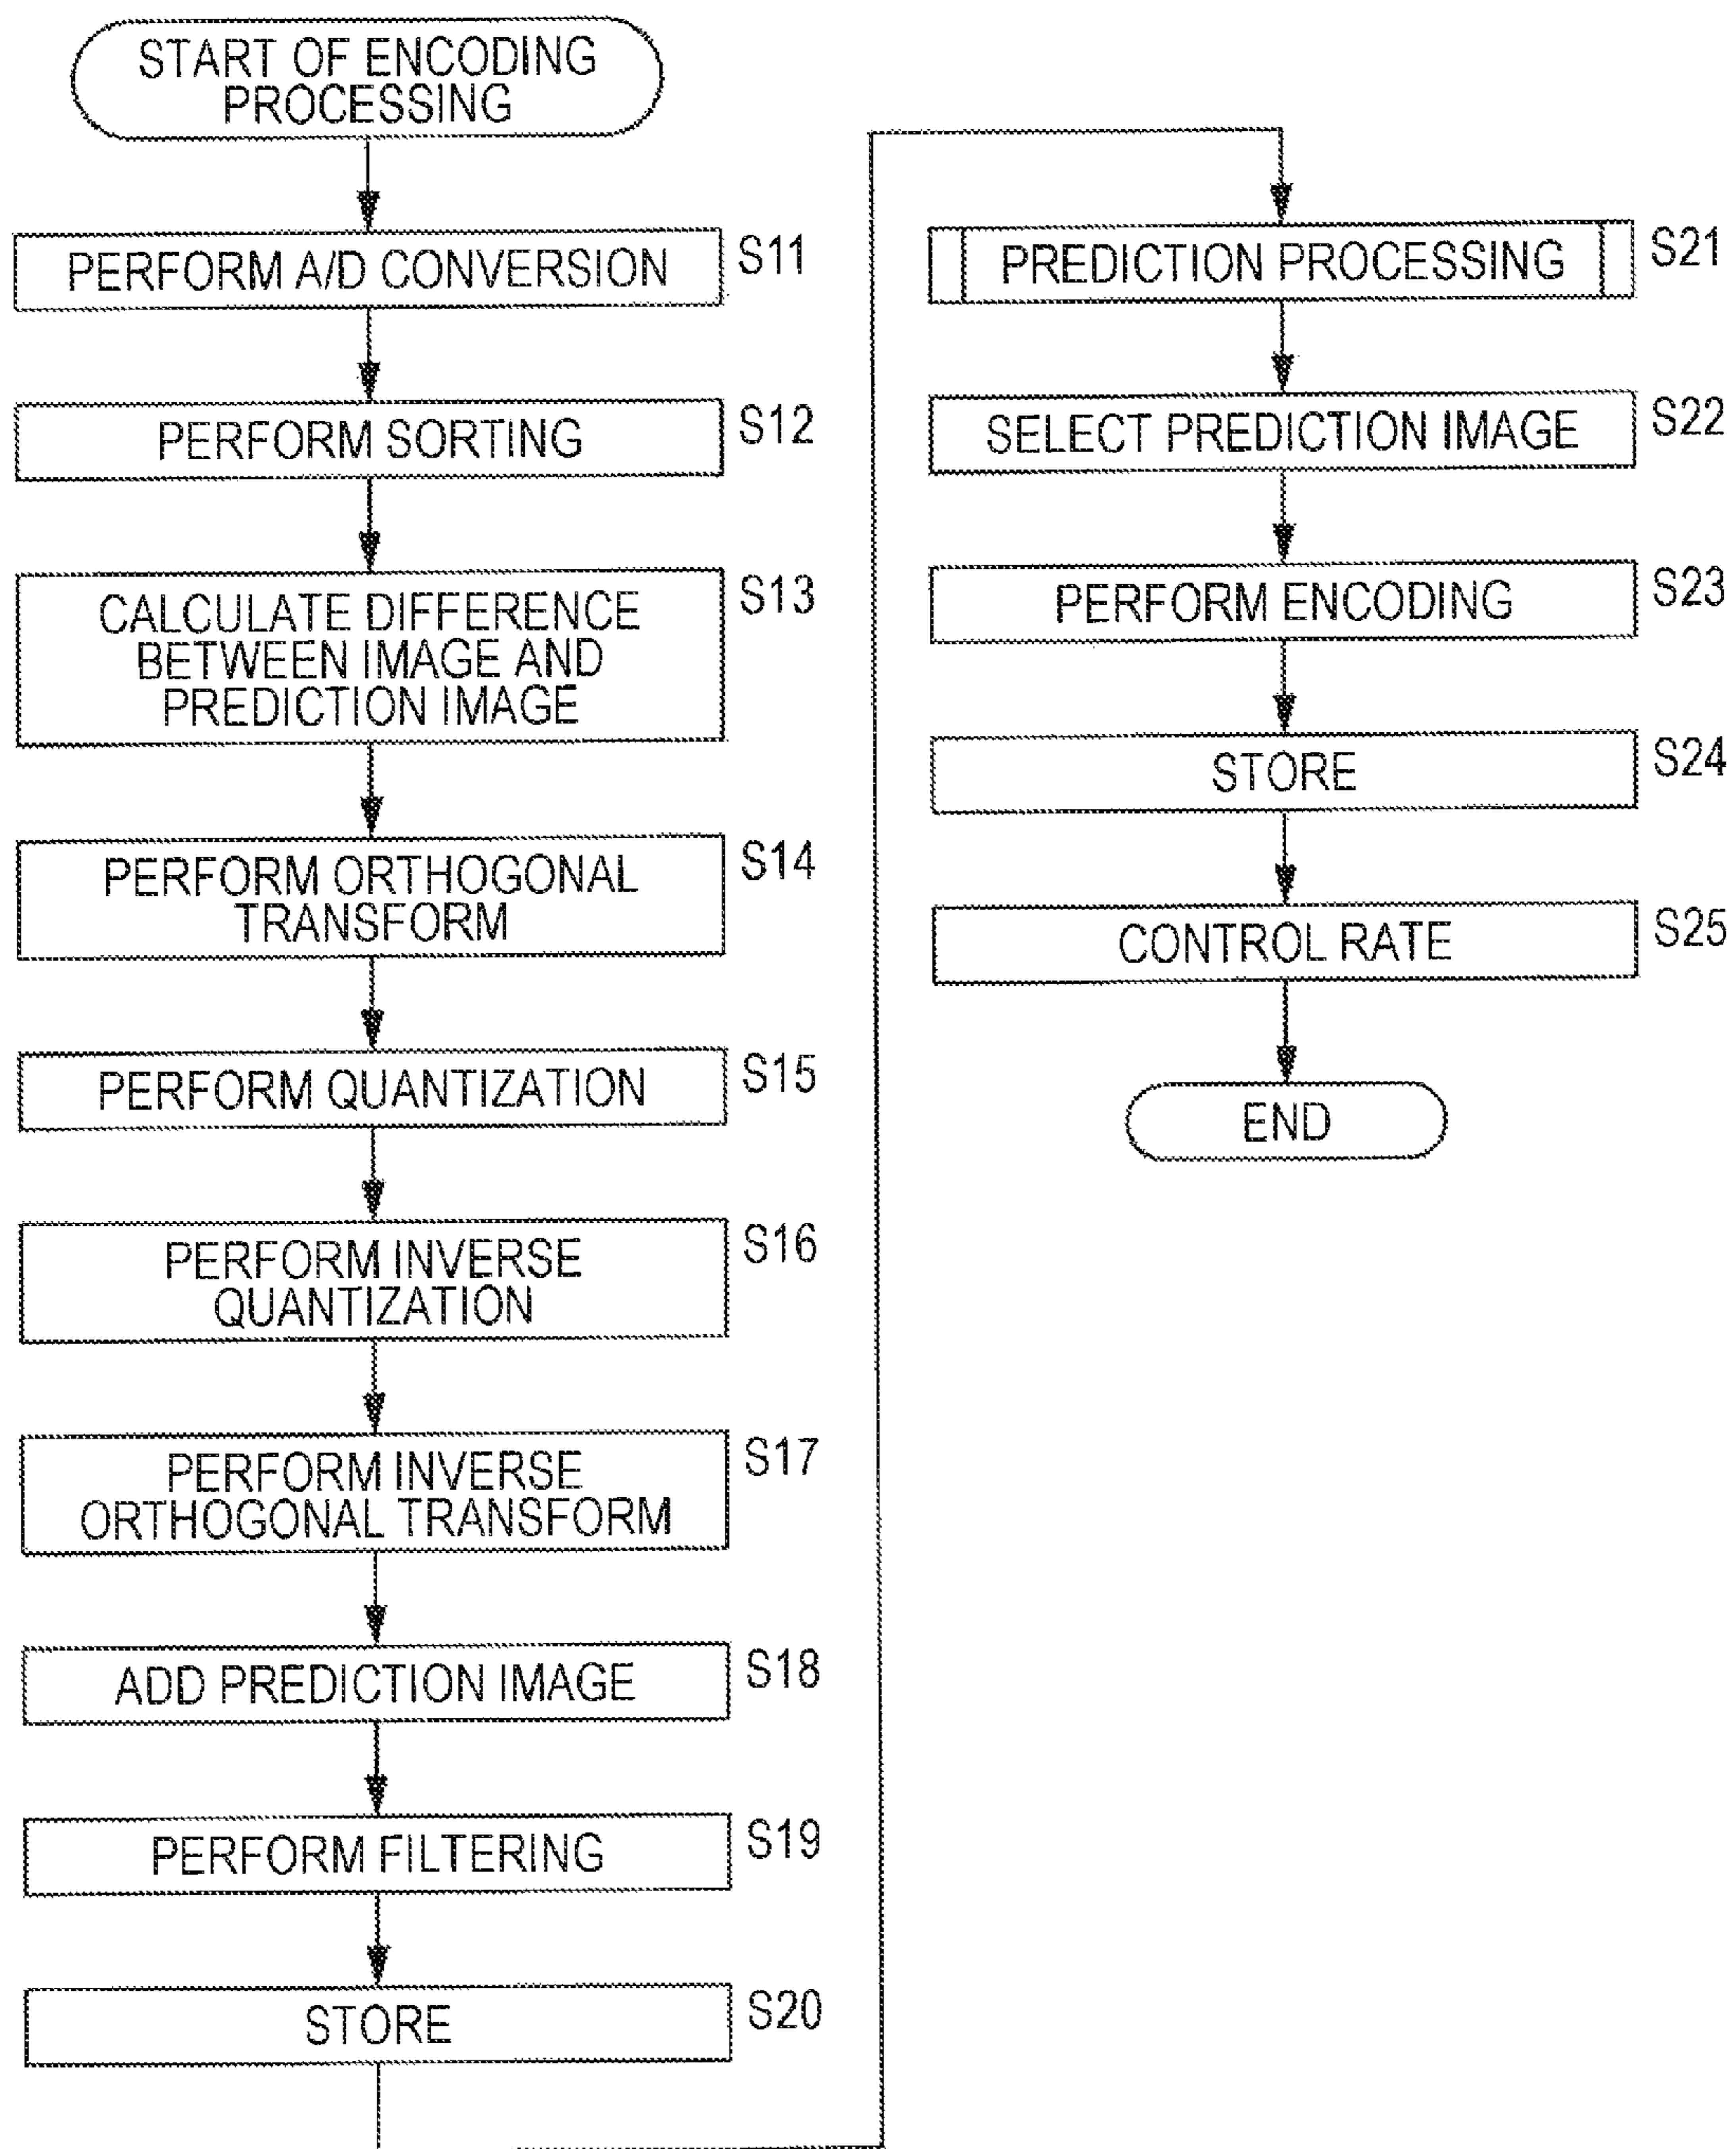 START OF ENCODING
PROCESSING
PERFORM A/D CONVERSION
S11
PERFORM SORTING
S12
CALCULATE DIFFERENCE
BETWEEN IMAGE AND
PREDICTION IMAGE
S13
PERFORM ORTHOGONAL
TRANSFORM
S14
PERFORM QUANTIZATION
S15
PERFORM INVERSE
QUANTIZATION
S16
PERFORM INVERSE
ORTHOGONAL TRANSFORM
S17
ADD PREDICTION IMAGE
S18
PERFORM FILTERING
S19
STORE
S20
PREDICTION PROCESSING
S21
SELECT PREDICTION IMAGE
S22
PERFORM ENCODING
S23
STORE
S24
CONTROL RATE
S25
END